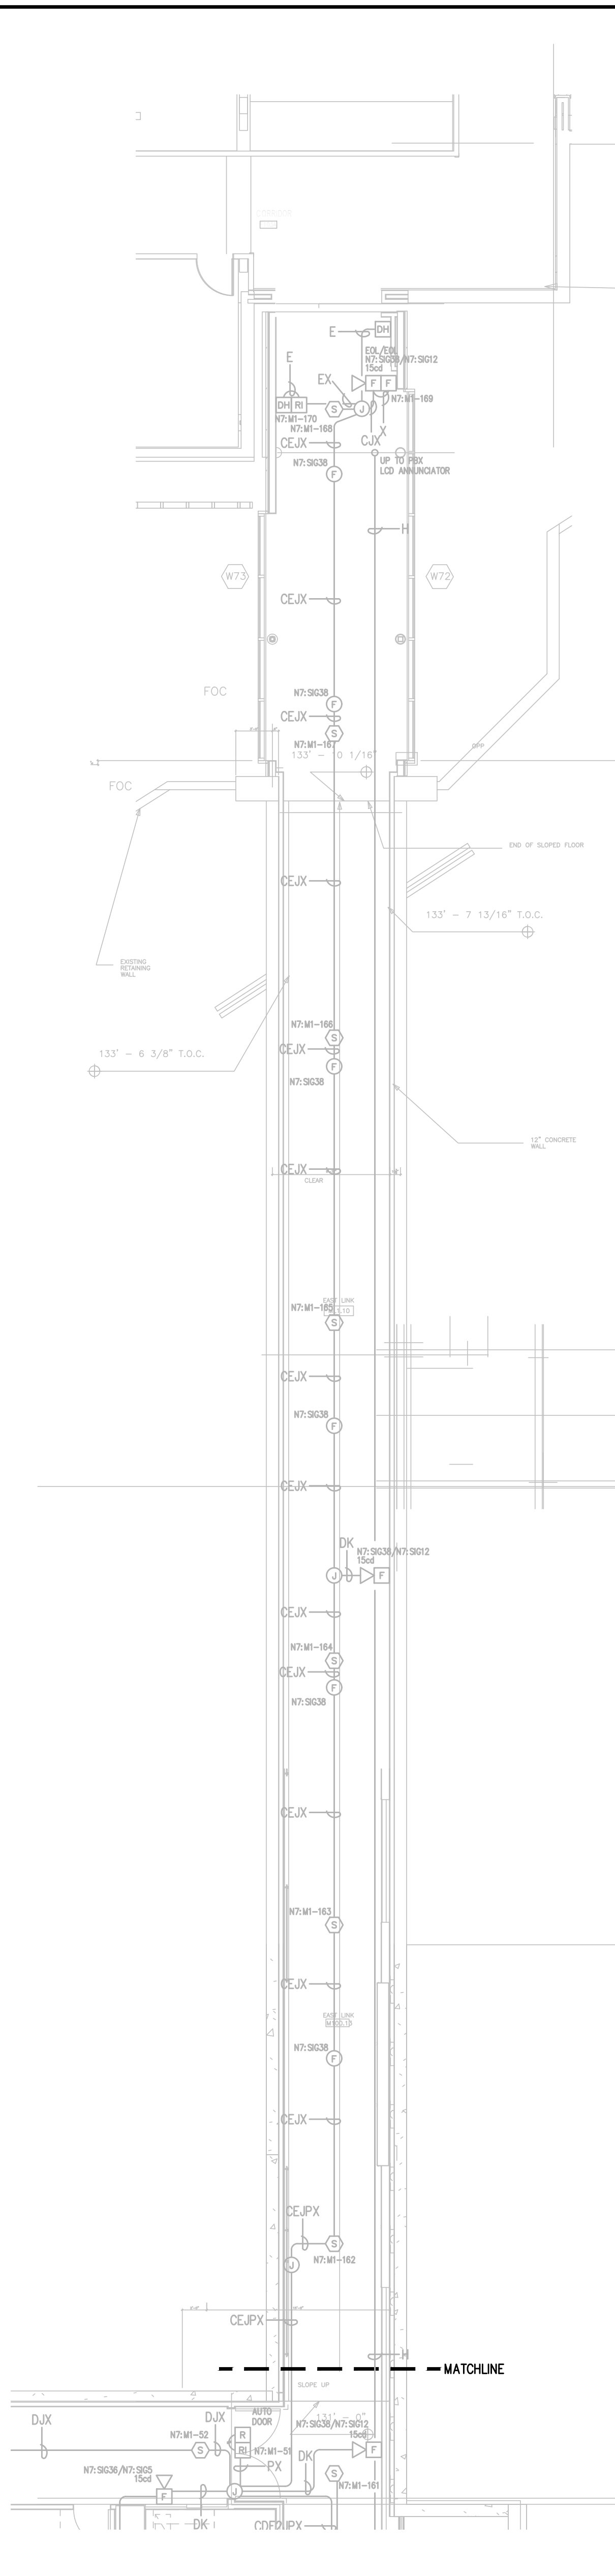 DH
E
EOL/EOL
N7:SIG38/N7:SIG12
15cd
E
F F
EX
DH RI
S
J
N7:M1-169
N7:M1-170
N7:M1-168
X
CJX
CEJX
UP TO PBX
LCD ANNUNCIATOR
N7:SIG38
F
H
W73
W72
CEJX
FOC
N7:SIG38
F
CEJX
S
N7:M1-167
133' - 10 1/16"
OPP
FOC
END OF SLOPED FLOOR
CEJX
133' - 7 13/16" T.O.C.
EXISTING
RETAINING
WALL
N7:M1-166
S
CEJX
133' - 6 3/8" T.O.C.
F
N7:SIG38
12" CONCRETE
WALL
CEJX
CLEAR
EAST LINK
N7:M1-165
S
CEJX
N7:SIG38
F
CEJX
DK
N7:SIG38/N7:SIG12
15cd
J
F
CEJX
N7:M1-164
S
CEJX
F
N7:SIG38
CEJX
N7:M1-163
S
CEJX
EAST LINK
N7:SIG38
F
CEJX
CEJPX
S
N7:M1-162
J
CEJPX
H
MATCHLINE
SLOPE UP
AUTO
DOOR
131' - 0"
DJX
DJX
N7:SIG38/N7:SIG12
15cd
N7:M1-52
R
S
RI
N7:M1-51
F
DK
PX
N7:SIG36/N7:SIG5
15cd
S
N7:M1-161
F
J
DK